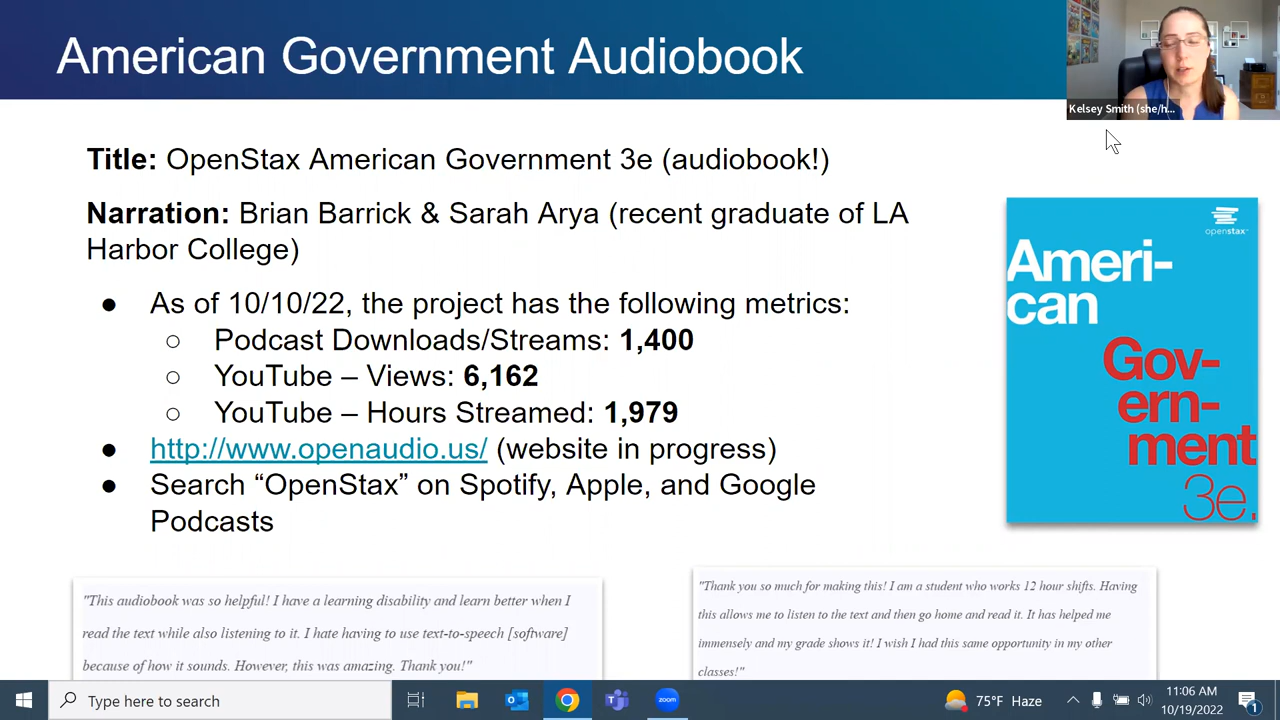 American Government Audiobook
Kelsey Smith (she/h...
Title: OpenStax American Government 3e (audiobook!)
Narration: Brian Barrick & Sarah Arya (recent graduate of LA
Harbor College)
● As of 10/10/22, the project has the following metrics:
○ Podcast Downloads/Streams: 1,400
○ YouTube – Views: 6,162
○ YouTube – Hours Streamed: 1,979
● http://www.openaudio.us/ (website in progress)
● Search “OpenStax” on Spotify, Apple, and Google
Podcasts
openstax™
Ameri-
can
Gov-
ern-
ment
3e.
"This audiobook was so helpful! I have a learning disability and learn better when I
read the text while also listening to it. I hate having to use text-to-speech [software]
because of how it sounds. However, this was amazing. Thank you!"
"Thank you so much for making this! I am a student who works 12 hour shifts. Having
this allows me to listen to the text and then go home and read it. It has helped me
immensely and my grade shows it! I wish I had this same opportunity in my other
classes!"
Type here to search
zoom
75°F Haze
11:06 AM
10/19/2022
1